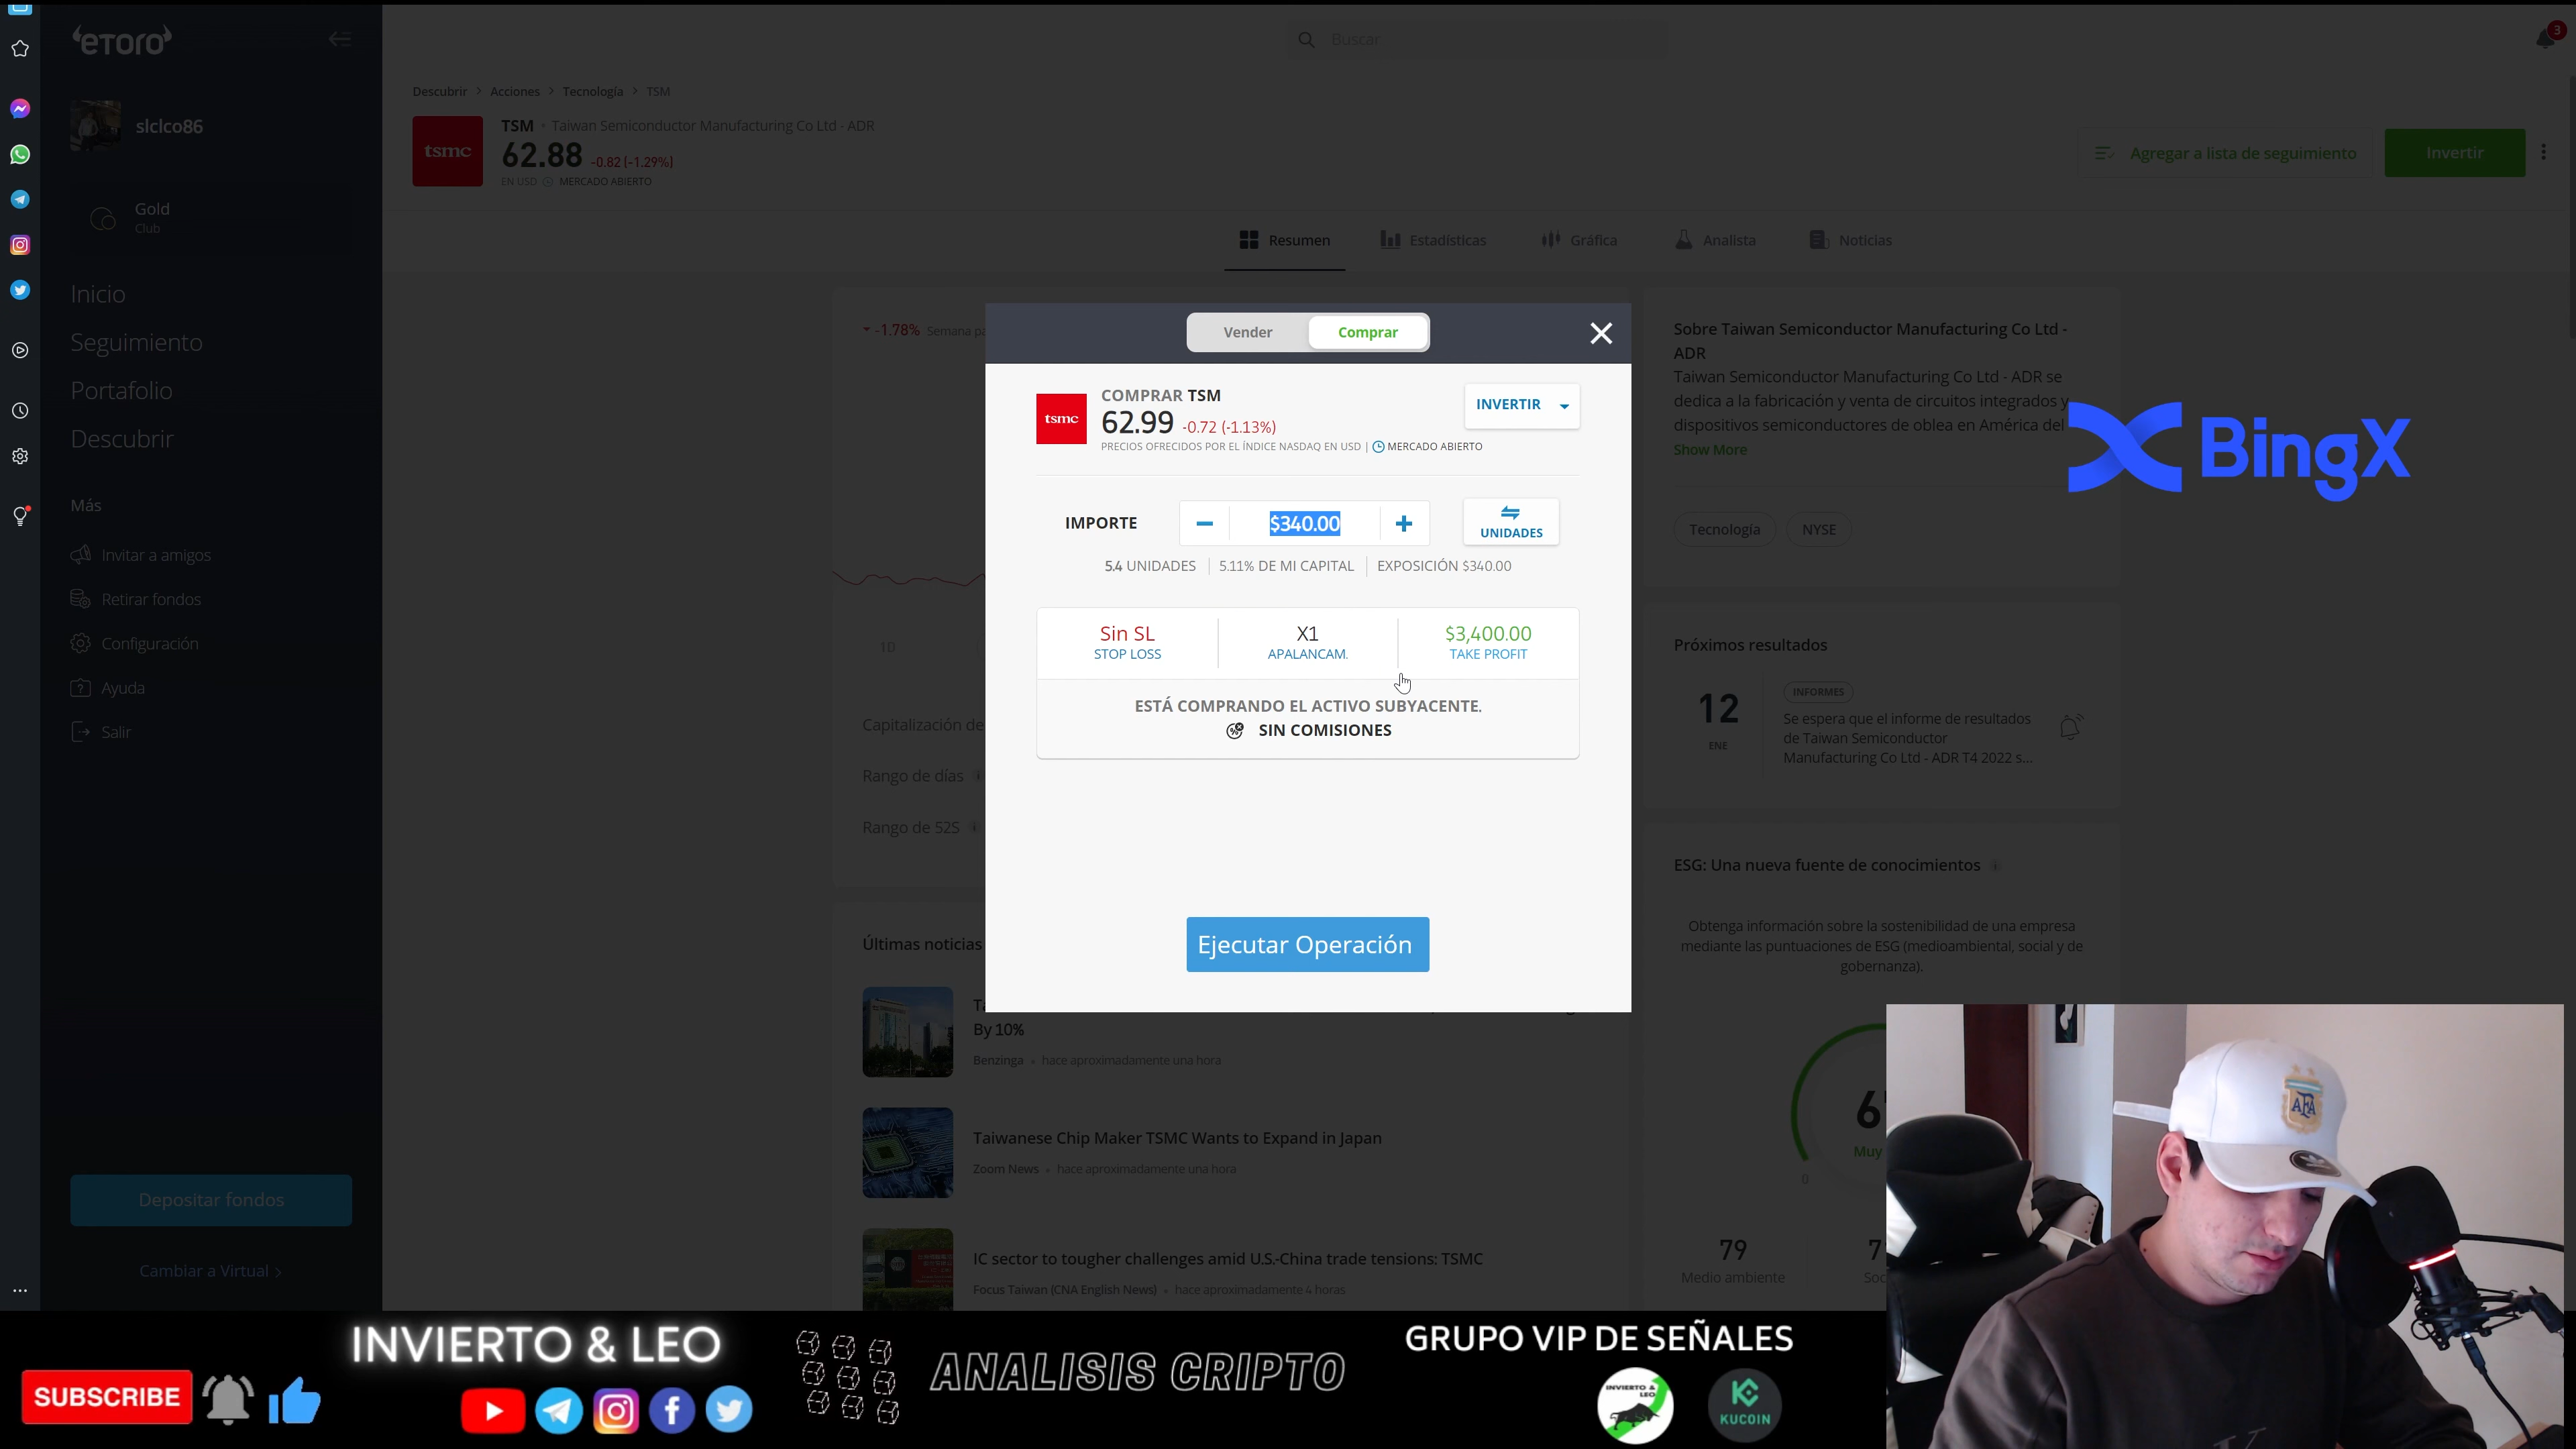 etoro
Buscar
3
slclco86
Gold
Club
Inicio
Seguimiento
Portafolio
Descubrir
Más
Invitar a amigos
Retirar fondos
Configuración
Ayuda
Salir
Depositar fondos
Cambiar a Virtual >
Descubrir > Acciones > Tecnología > TSM
tsmc
TSM • Taiwan Semiconductor Manufacturing Co Ltd - ADR
62.88 -0.82 (-1.29%)
EN USD MERCADO ABIERTO
Agregar a lista de seguimiento
Invertir
Resumen
Estadísticas
Gráfica
Analista
Noticias
-1.78% Semana
1D
Capitalización de
Rango de días
Rango de 52S
Vender
Comprar
tsmc
COMPRAR TSM
62.99 -0.72 (-1.13%)
PRECIOS OFRECIDOS POR EL ÍNDICE NASDAQ EN USD | MERCADO ABIERTO
INVERTIR
IMPORTE
$340.00
UNIDADES
5.4 UNIDADES | 5.11% DE MI CAPITAL | EXPOSICIÓN $340.00
Sin SL
STOP LOSS
X1
APALANCAM.
$3,400.00
TAKE PROFIT
ESTÁ COMPRANDO EL ACTIVO SUBYACENTE.
SIN COMISIONES
Ejecutar Operación
Últimas noticias
By 10%
Benzinga • hace aproximadamente una hora
Taiwanese Chip Maker TSMC Wants to Expand in Japan
Zoom News • hace aproximadamente una hora
IC sector to tougher challenges amid U.S.-China trade tensions: TSMC
Focus Taiwan (CNA English News) • hace aproximadamente 4 horas
Sobre Taiwan Semiconductor Manufacturing Co Ltd -
ADR
Taiwan Semiconductor Manufacturing Co Ltd - ADR se
dedica a la fabricación y venta de circuitos integrados y
dispositivos semiconductores de oblea en América del
Show More
Tecnología
NYSE
BingX
Próximos resultados
12
ENE
INFORMES
Se espera que el informe de resultados
de Taiwan Semiconductor
Manufacturing Co Ltd - ADR T4 2022 s...
ESG: Una nueva fuente de conocimientos
Obtenga información sobre la sostenibilidad de una empresa
mediante las puntuaciones de ESG (medioambiental, social y de
gobernanza).
6
Muy
0
79
Medio ambiente
7
Soc
AFA
SUBSCRIBE
INVIERTO & LEO
ANALISIS CRIPTO
GRUPO VIP DE SEÑALES
INVIERTO &
LEO
KUCOIN